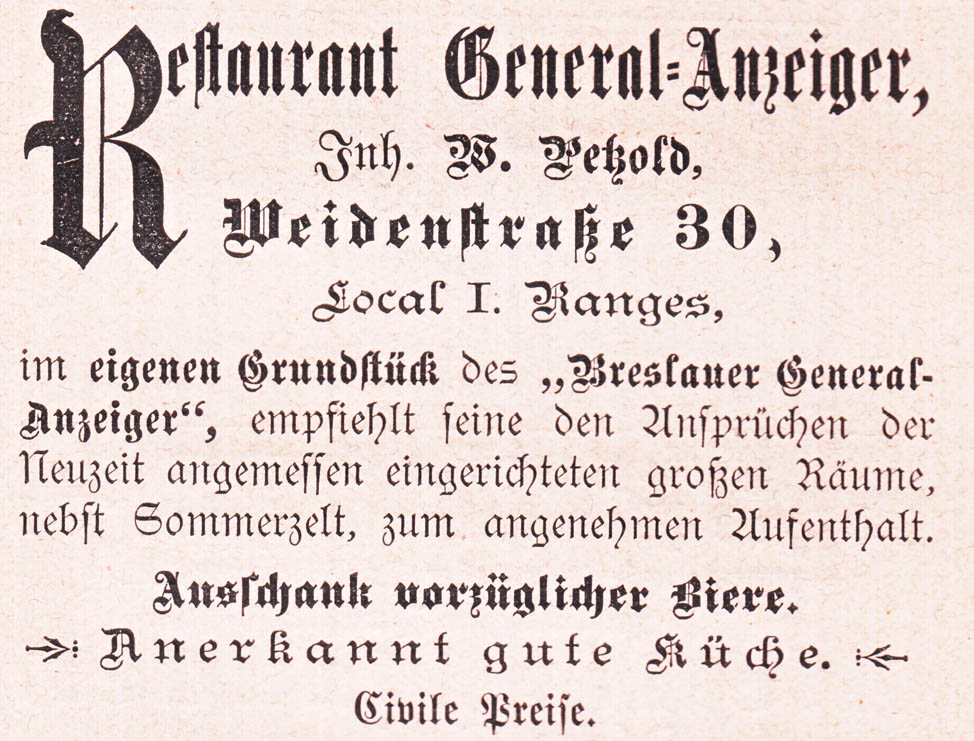 Restaurant General-Anzeiger,
Inh. W. Petzold,
Weidenstraße 30,
Local I. Ranges,
im eigenen Grundstück des „Breslauer General-
Anzeiger“, empfiehlt seine den Ansprüchen der
Neuzeit angemessen eingerichteten großen Räume,
nebst Sommerzelt, zum angenehmen Aufenthalt.
Ausschank vorzüglicher Biere.
Anerkannt gute Küche.
Civile Preise.